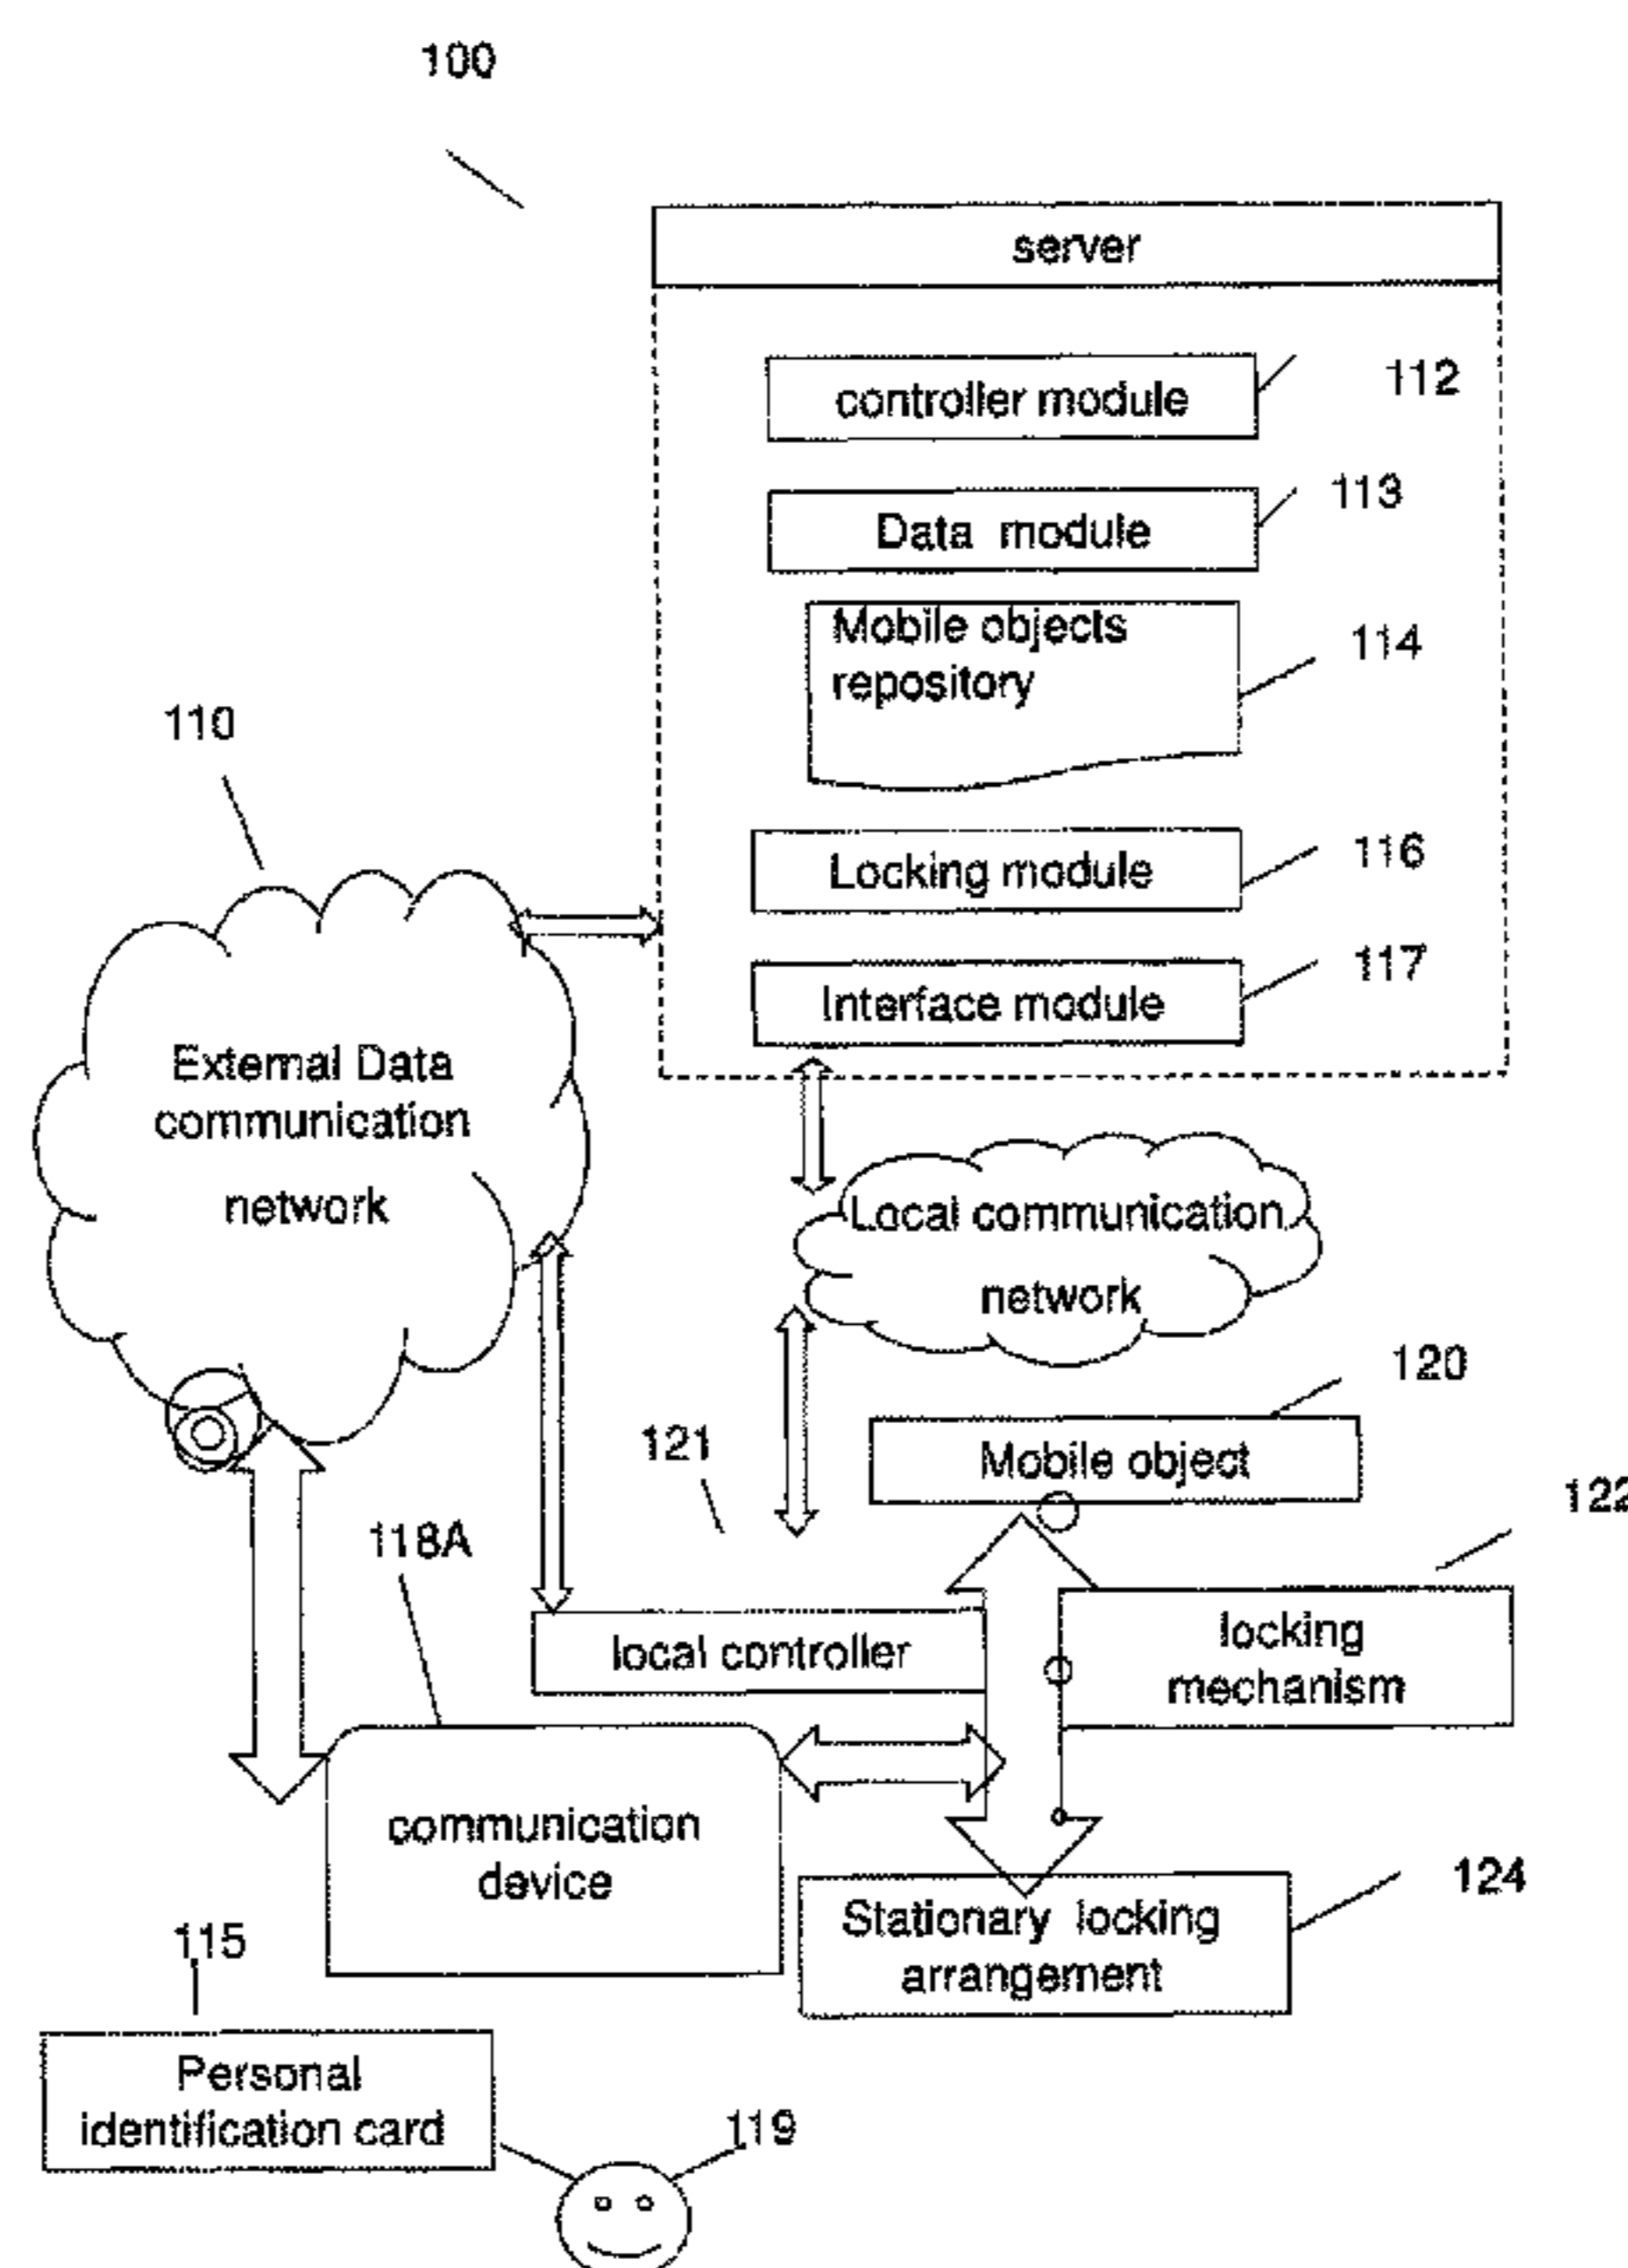 100
server
controller module
112
Data module
113
Mobile objects
repository
114
110
Locking module
116
Interface module
117
External Data
communication
network
Local communication
network
120
Mobile object
121
122
118A
locking
mechanism
local controller
communication
device
124
Stationary locking
arrangement
115
Personal
identification card
119